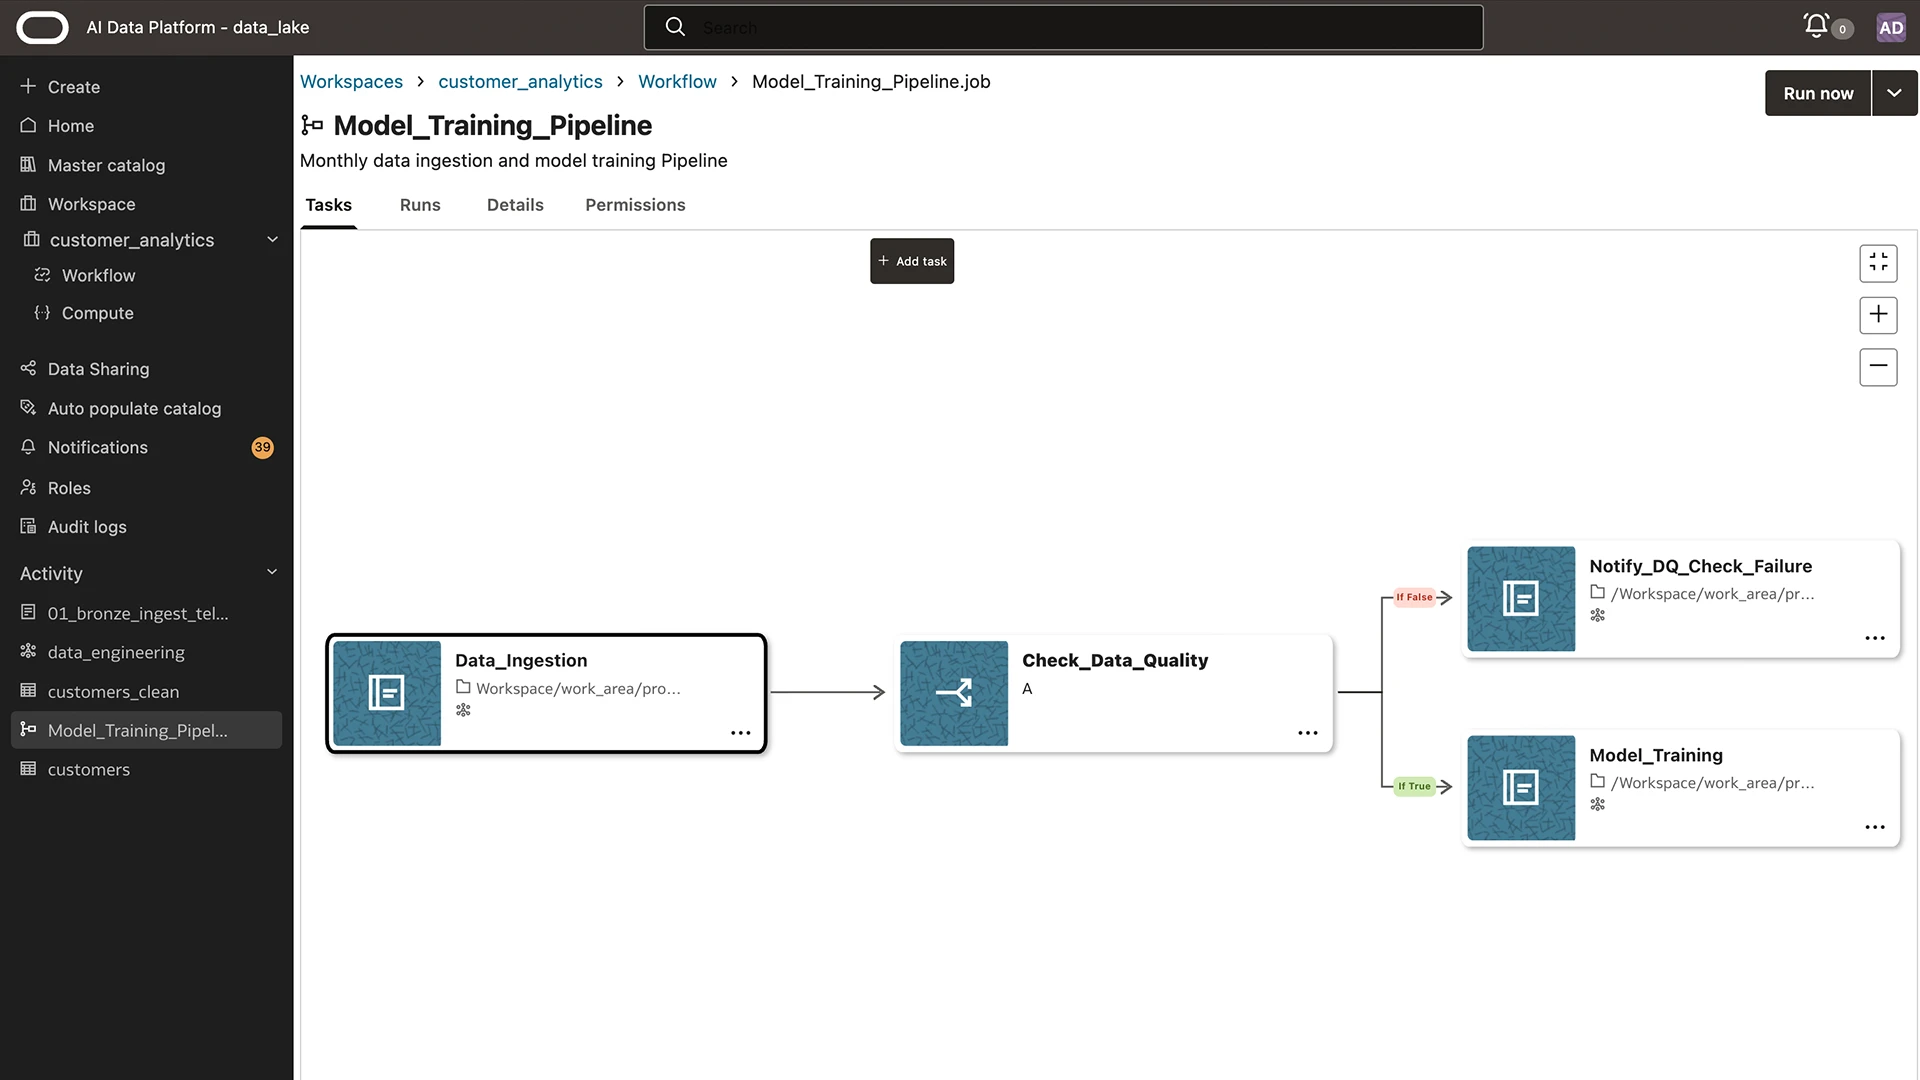 AI Data Platform - data_lake
Search
0
AD
Create
Home
Master catalog
Workspace
customer_analytics
Workflow
Compute
Data Sharing
Auto populate catalog
Notifications
39
Roles
Audit logs
Activity
01_bronze_ingest_tel...
data_engineering
customers_clean
Model_Training_Pipel...
customers
Workspaces > customer_analytics > Workflow > Model_Training_Pipeline.job
Run now
Model_Training_Pipeline
Monthly data ingestion and model training Pipeline
Tasks Runs Details Permissions
+ Add task
Data_Ingestion
Workspace/work_area/pro...
Check_Data_Quality
A
If False
Notify_DQ_Check_Failure
/Workspace/work_area/pr...
If True
Model_Training
/Workspace/work_area/pr...